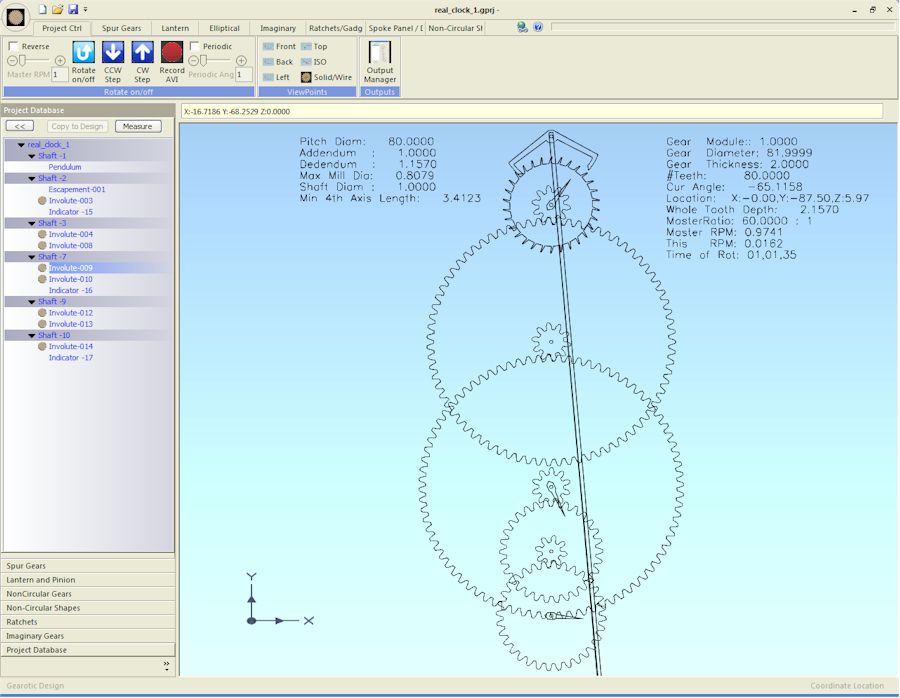 real_clock_1.gprj -
Project Ctrl Spur Gears Lantern Elliptical Imaginary Ratchets/Gadg Spoke Panel / [ Non-Circular Sh
Reverse Periodic Front Top
Back ISO
Master RPM 1 Rotate on/off CCW Step CW Step Record AVI Periodic Ang 1 Left Solid/Wire Output Manager
Rotate on/off ViewPoints Outputs
Project Database
X:-16.7186 Y:-68.2529 Z:0.0000
<< Copy to Design Measure
real_clock_1
Shaft -1
Pendulum
Shaft -2
Escapement-001
Involute-003
Indicator -15
Shaft -3
Involute-004
Involute-008
Shaft -7
Involute-009
Involute-010
Indicator -16
Shaft -9
Involute-012
Involute-013
Shaft -10
Involute-014
Indicator -17
Pitch Diam: 80.0000
Addendum : 1.0000
Dedendum : 1.1570
Max Mill Dia: 0.8079
Shaft Diam : 1.0000
Min 4th Axis Length: 3.4123
Gear Module:: 1.0000
Gear Diameter: 81.9999
Gear Thickness: 2.0000
#Teeth: 80.0000
Cur Angle: -65.1158
Location: X:-0.00,Y:-87.50,Z:5.97
Whole Tooth Depth: 2.1570
MasterRatio: 60.0000 : 1
Master RPM: 0.9741
This RPM: 0.0162
Time of Rot: 01,01,35
Y
X
Spur Gears
Lantern and Pinion
NonCircular Gears
Non-Circular Shapes
Ratchets
Imaginary Gears
Project Database
Gearotic Design Coordinate Location